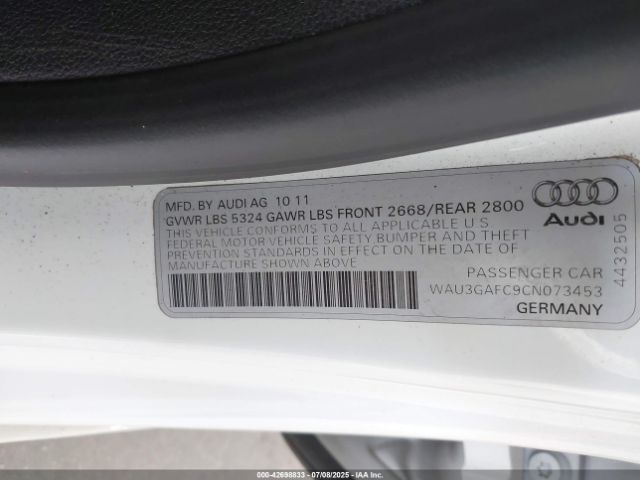 MFD. BY AUDI AG 10 11
GVWR LBS 5324 GAWR LBS FRONT 2668/REAR 2800
THIS VEHICLE CONFORMS TO ALL APPLICABLE U.S
FEDERAL MOTOR VEHICLE SAFETY BUMPER AND THEFT
PREVENTION STANDARDS IN EFFECT ON THE DATE OF
MANUFACTURE SHOWN ABOVE
Audi
PASSENGER CAR
WAU3GAFC9CN073453
GERMANY
4432505
000-42698833 - 07/08/2025 - IAAI.COM